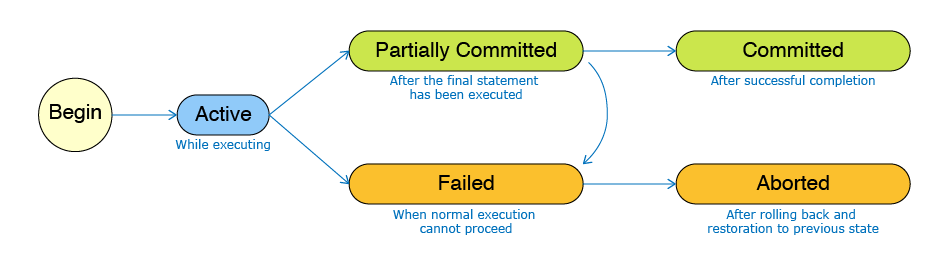 Begin
Active
While executing
Partially Committed
After the final statement
has been executed
Committed
After successful completion
Failed
When normal execution
cannot proceed
Aborted
After rolling back and
restoration to previous state